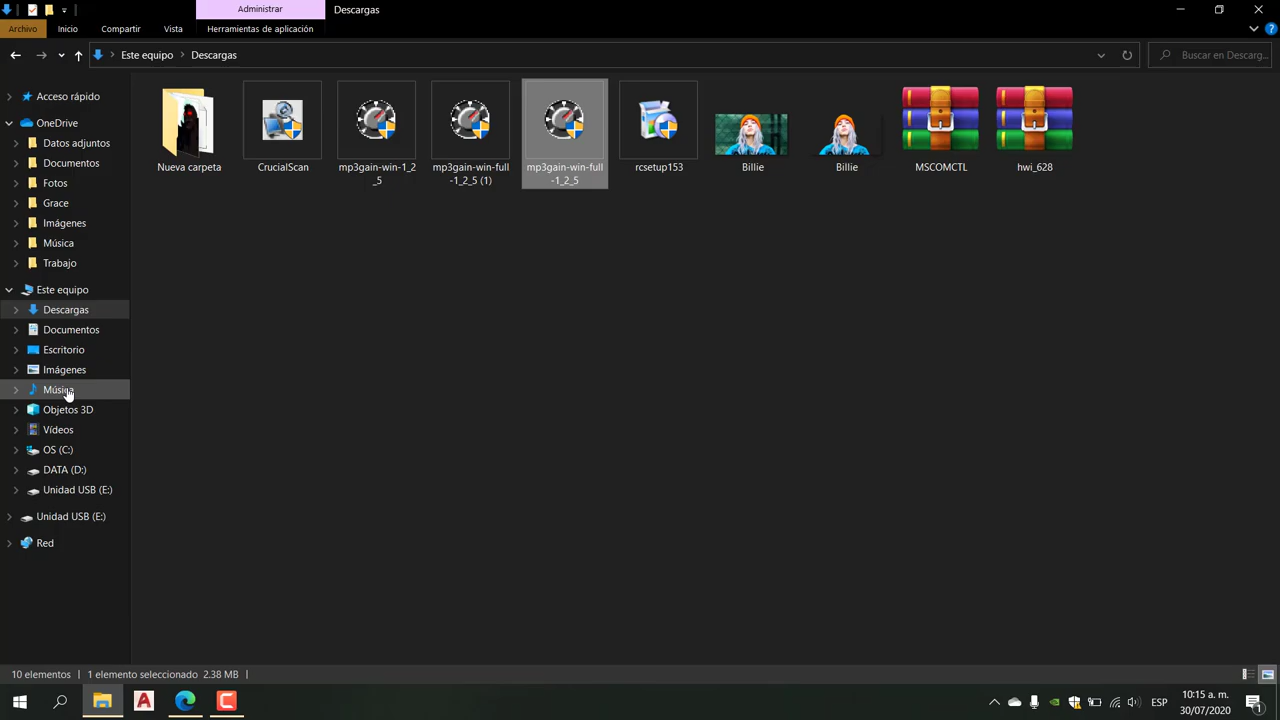 Administrar
Descargas
Archivo
Inicio
Compartir
Vista
Herramientas de aplicación
Este equipo
Descargas
Buscar en Descarg...
Acceso rápido
OneDrive
Datos adjuntos
Documentos
Fotos
Grace
Imágenes
Música
Trabajo
Este equipo
Descargas
Documentos
Escritorio
Imágenes
Música
Objetos 3D
Vídeos
OS (C:)
DATA (D:)
Unidad USB (E:)
Unidad USB (E:)
Red
Nueva carpeta
CrucialScan
mp3gain-win-1_2
_5
mp3gain-win-full
-1_2_5 (1)
mp3gain-win-full
-1_2_5
rcsetup153
Billie
Billie
MSCOMCTL
hwi_628
10 elementos
1 elemento seleccionado 2.38 MB
ESP
10:15 a. m.
30/07/2020
1